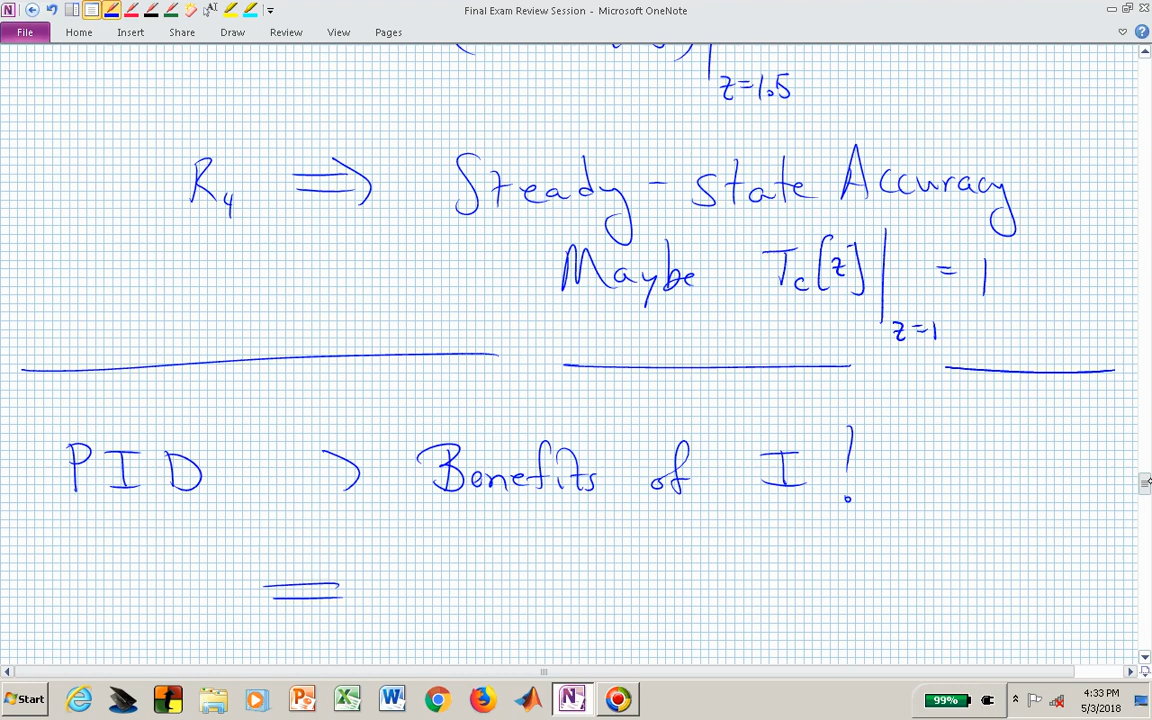 Final Exam Review Session - Microsoft OneNote
File Home Insert Share Draw Review View Pages
z=1.5
R4 ⟹ Steady-state Accuracy
Maybe Tc[z] | = 1
z=1
PID > Benefits of I!
=
Start
99%
4:33 PM
5/3/2018